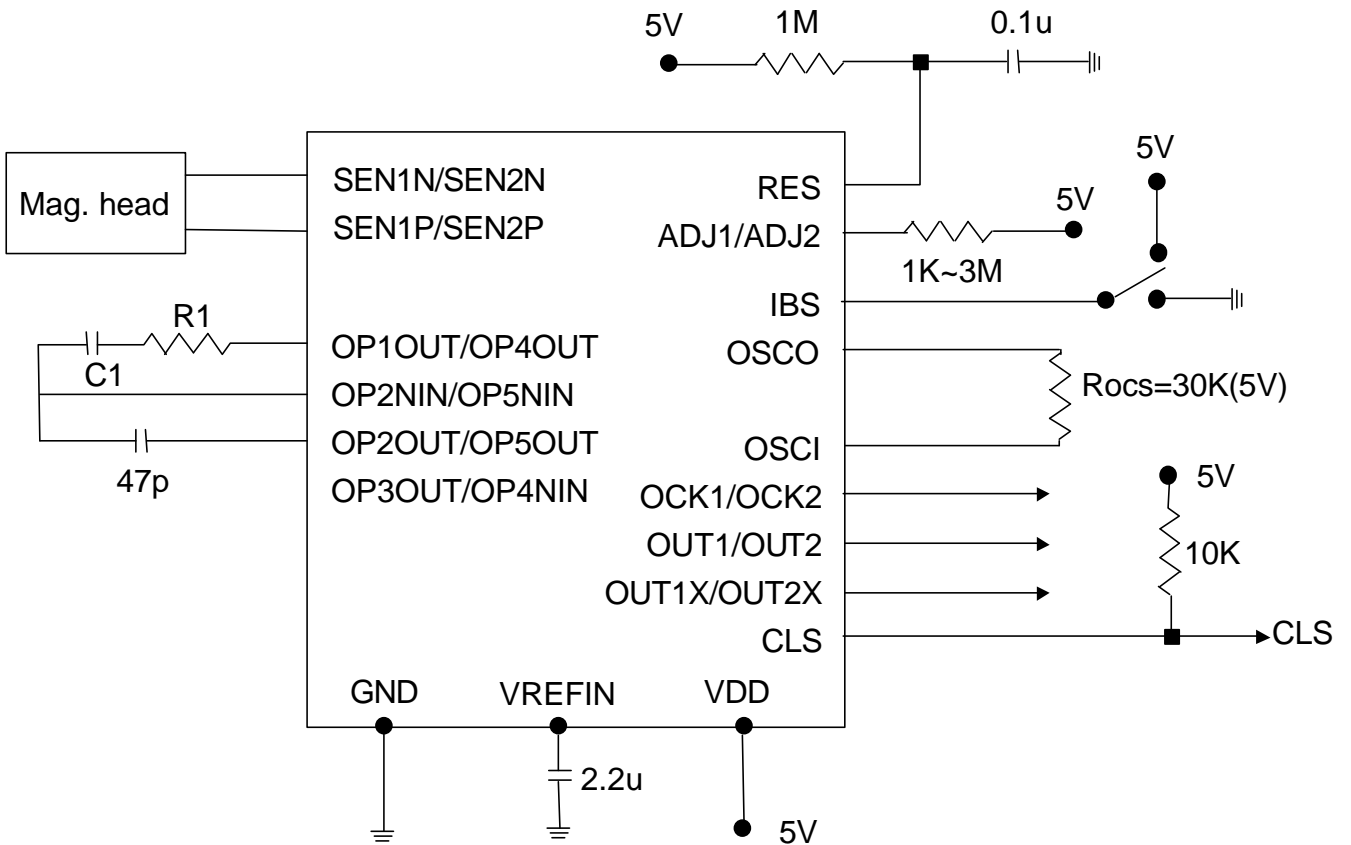 5V
1M
0.1u
Mag. head
SEN1N/SEN2N
SEN1P/SEN2P
R1
C1
OP1OUT/OP4OUT
OP2NIN/OP5NIN
OP2OUT/OP5OUT
47p
OP3OUT/OP4NIN
RES
ADJ1/ADJ2
5V
1K~3M
5V
IBS
OSCO
Rocs=30K(5V)
OSCI
OCK1/OCK2
5V
OUT1/OUT2
10K
OUT1X/OUT2X
CLS
CLS
GND
VREFIN
VDD
2.2u
5V